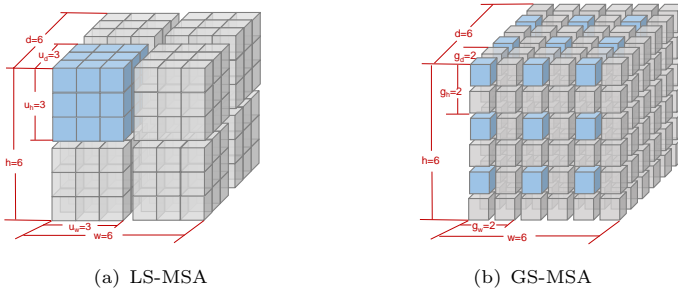 d=6
u_d=3
u_h=3
h=6
u_w=3
w=6
(a) LS-MSA
d=6
g_d=2
g_h=2
h=6
g_w=2
w=6
(b) GS-MSA